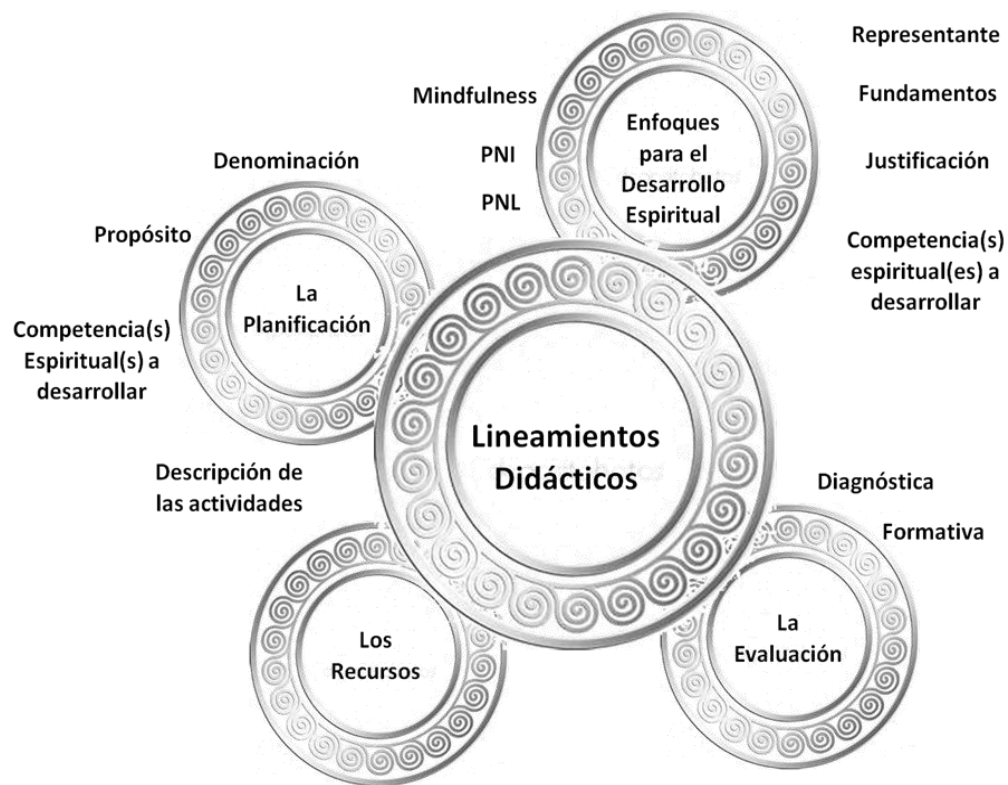 Representante
Mindfulness
Fundamentos
Enfoques
para el
Desarrollo
Espiritual
PNI
Justificación
PNL
Competencia(s)
espiritual(es) a
desarrollar
Denominación
Propósito
La
Planificación
Competencia(s)
Espiritual(s) a
desarrollar
Descripción de
las actividades
Lineamientos
Didácticos
Diagnóstica
Formativa
Los
Recursos
La
Evaluación